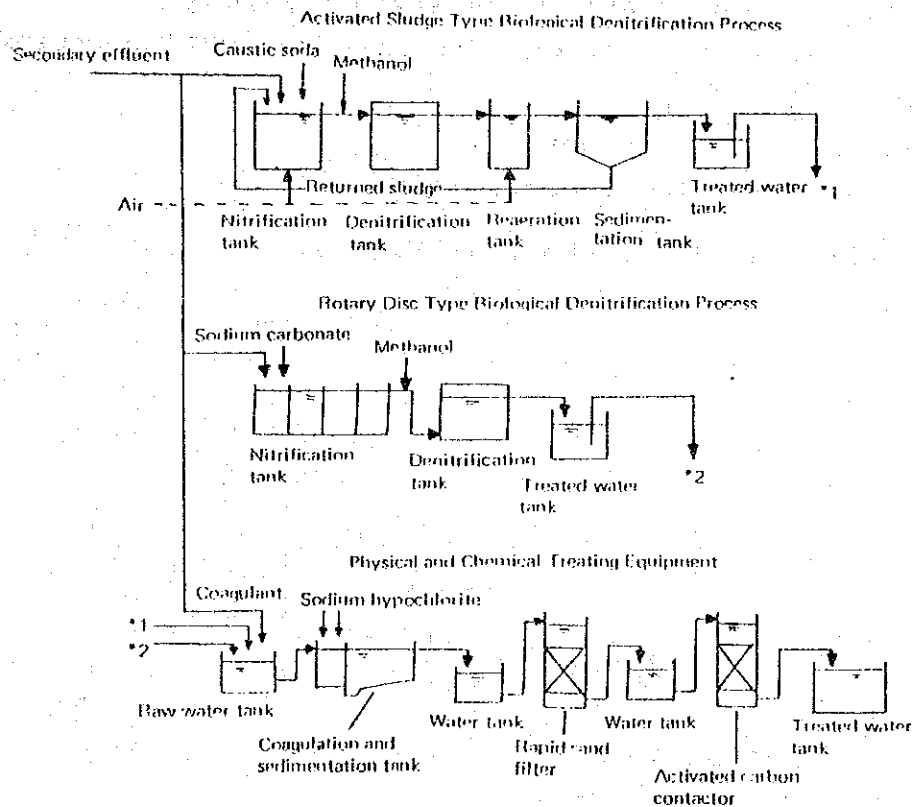 Activated Sludge Type Biological Denitrification Process
Secondary effluent
Caustic soda
Methanol
Returned sludge
Air
Nitrification
tank
Denitrification
tank
Reaeration
tank
Sedimen-
tation tank
Treated water
tank
*1
Rotary Disc Type Biological Denitrification Process
Sodium carbonate
Methanol
Nitrification
tank
Denitrification
tank
Treated water
tank
*2
Physical and Chemical Treating Equipment
Coagulant
Sodium hypochlorite
*1
*2
Raw water tank
Coagulation and
sedimentation tank
Water tank
Rapid sand
filter
Water tank
Activated carbon
contactor
Treated water
tank